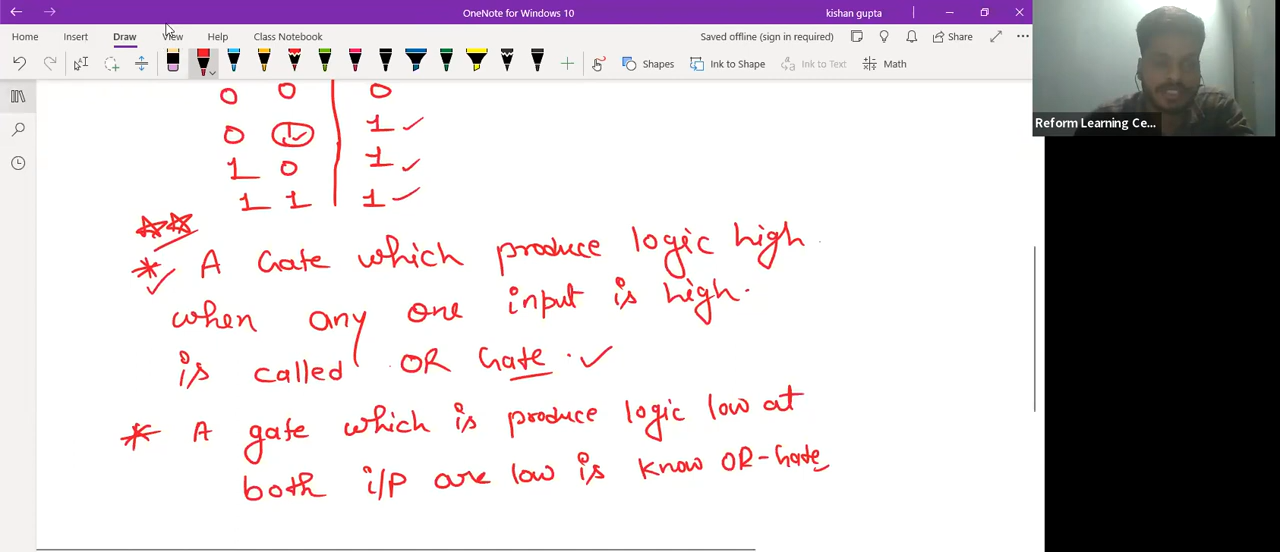 OneNote for Windows 10
kishan gupta
Home Insert Draw View Help Class Notebook
Saved offline (sign in required) Share
Shapes Ink to Shape Ink to Text Math
Reform Learning Ce...
0 0 0
0 1 1
1 0 1
1 1 1
A Gate which produce logic high
when any one input is high.
is called OR Gate.
A gate which is produce logic low at
both i/p are low is know OR-Gate